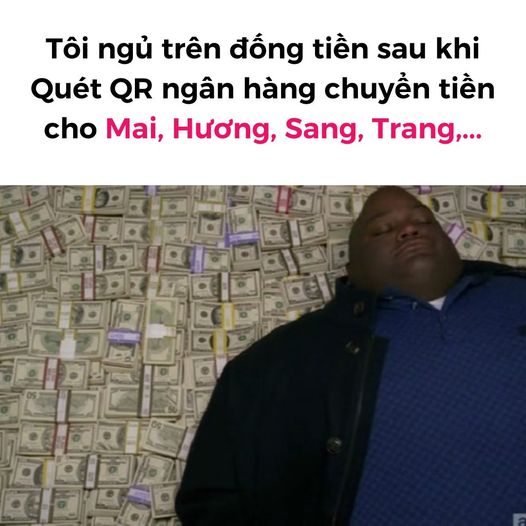 Tôi ngủ trên đống tiền sau khi
Quét QR ngân hàng chuyển tiền
cho Mai, Hương, Sang, Trang,...